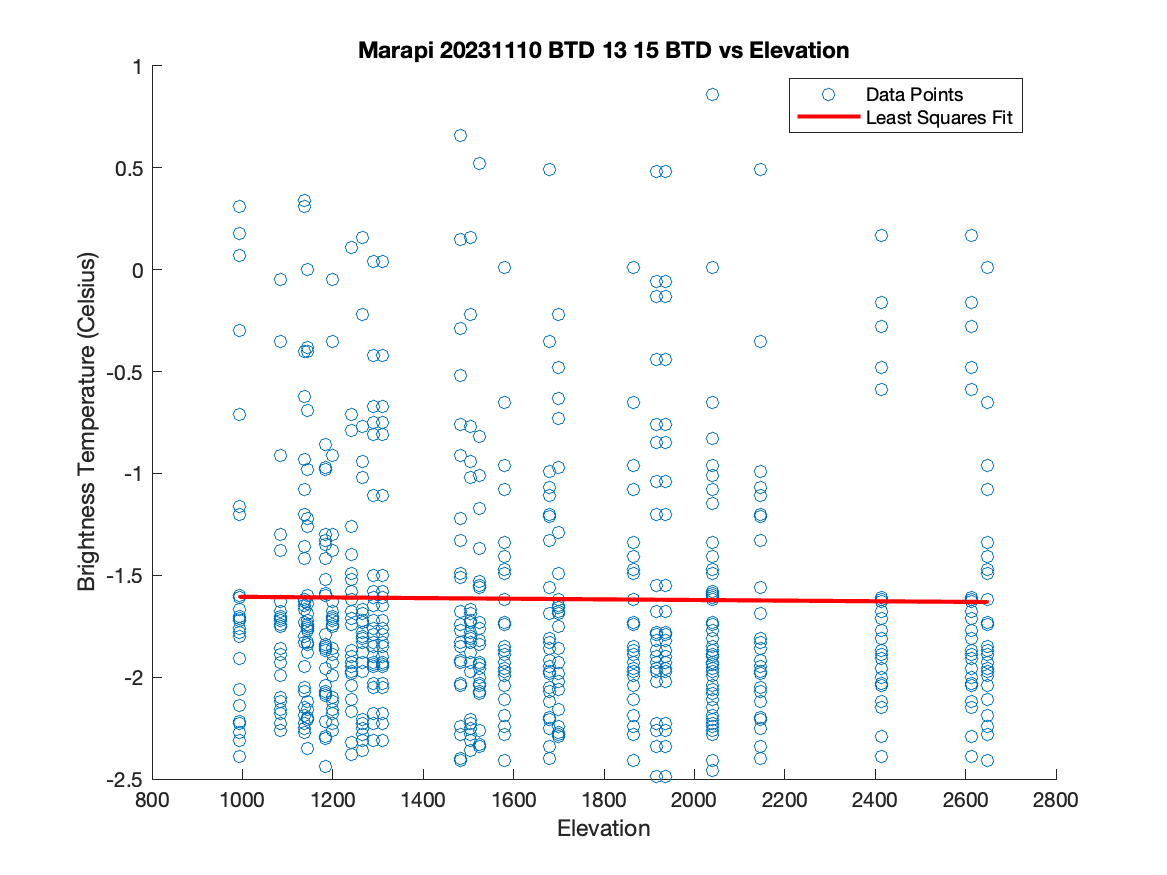 Marapi 20231110 BTD 13 15 BTD vs Elevation
Data Points
Least Squares Fit
Brightness Temperature (Celsius)
1
0.5
0
-0.5
-1
-1.5
-2
-2.5
800 1000 1200 1400 1600 1800 2000 2200 2400 2600 2800
Elevation